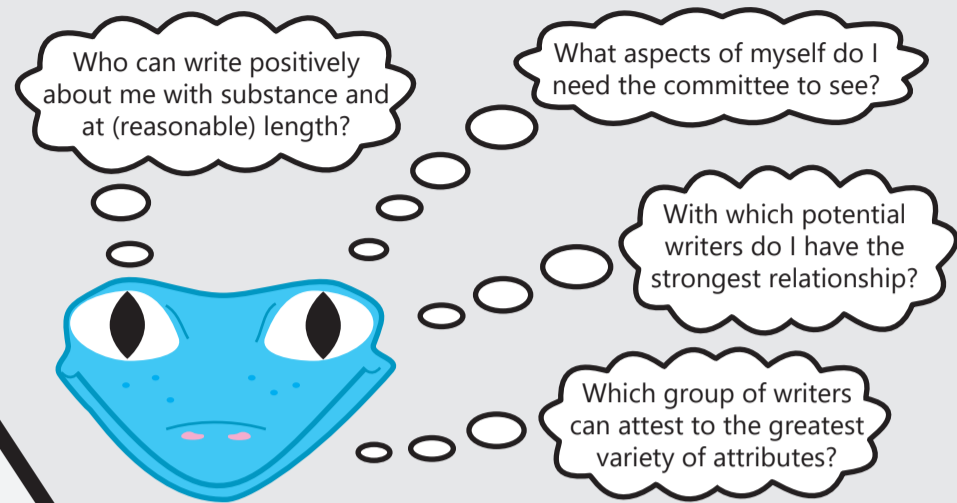 Who can write positively
about me with substance and
at (reasonable) length?
What aspects of myself do I
need the committee to see?
With which potential
writers do I have the
strongest relationship?
Which group of writers
can attest to the greatest
variety of attributes?